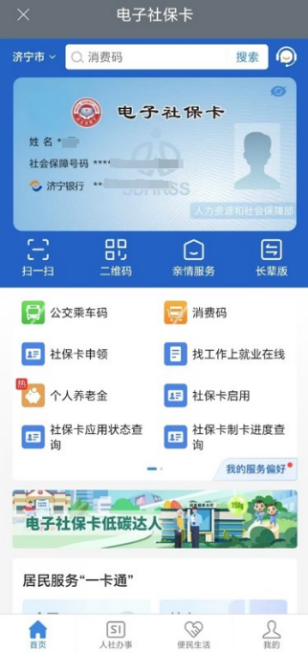 电子社保卡
济宁市
消费码
搜索
电子社保卡
姓 名 *
社会保障号码 ****
济宁银行 **
人力资源和社会保障部
扫一扫
二维码
亲情服务
长辈版
公交乘车码
消费码
社保卡申领
找工作上就业在线
热
个人养老金
社保卡启用
社保卡应用状态查
询
社保卡制卡进度查
询
我的服务偏好
电子社保卡低碳达人
居民服务“一卡通”
首页
人社办事
便民生活
我的